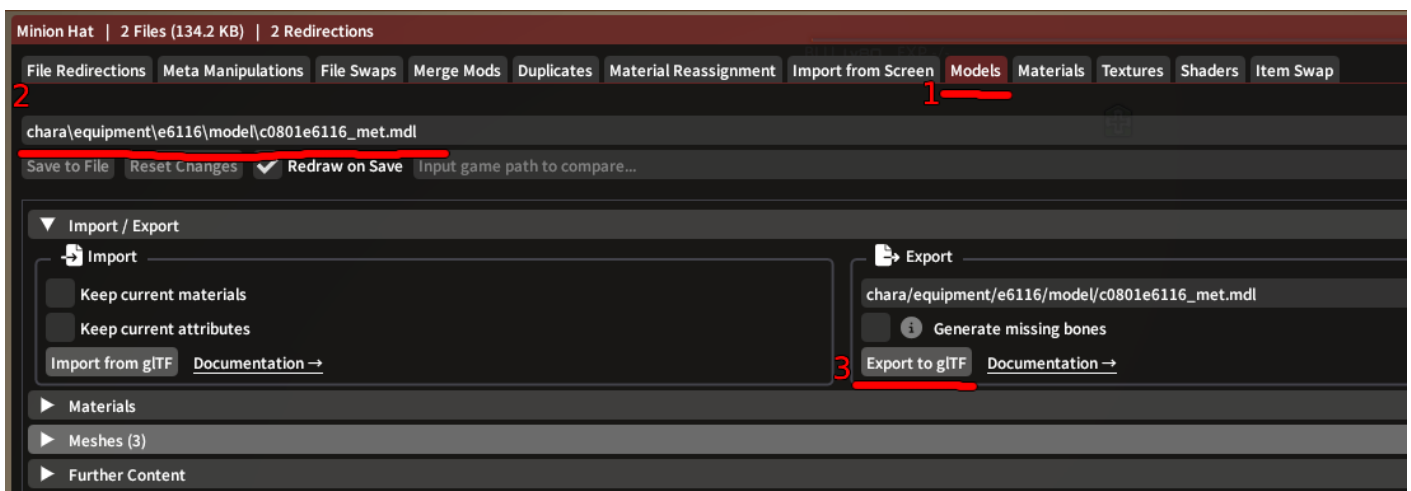 Minion Hat | 2 Files (134.2 KB) | 2 Redirections
File Redirections Meta Manipulations File Swaps Merge Mods Duplicates Material Reassignment Import from Screen Models Materials Textures Shaders Item Swap
2 1
chara\equipment\e6116\model\c0801e6116_met.mdl
Save to File Reset Changes Redraw on Save Input game path to compare...
Import / Export
Import Export
Keep current materials chara/equipment/e6116/model/c0801e6116_met.mdl
Keep current attributes Generate missing bones
Import from glTF Documentation → 3 Export to glTF Documentation →
Materials
Meshes (3)
Further Content